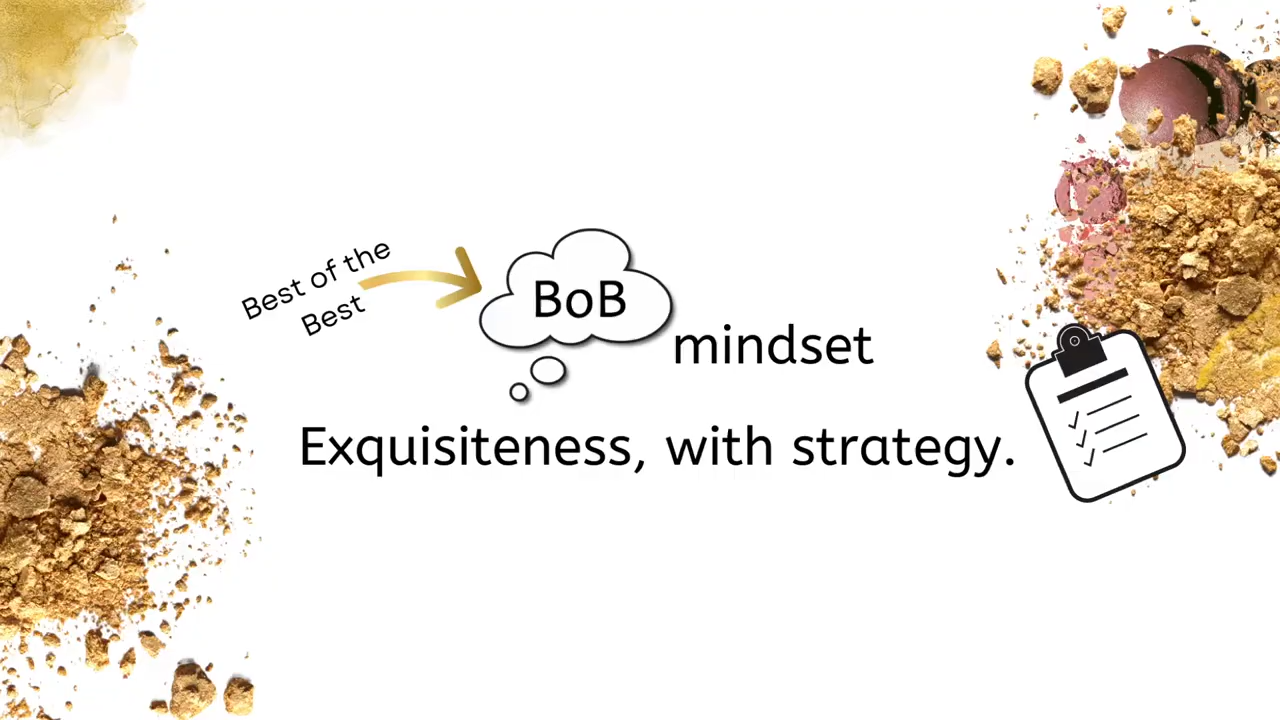 Best of the
Best
BoB
mindset
Exquisiteness, with strategy.